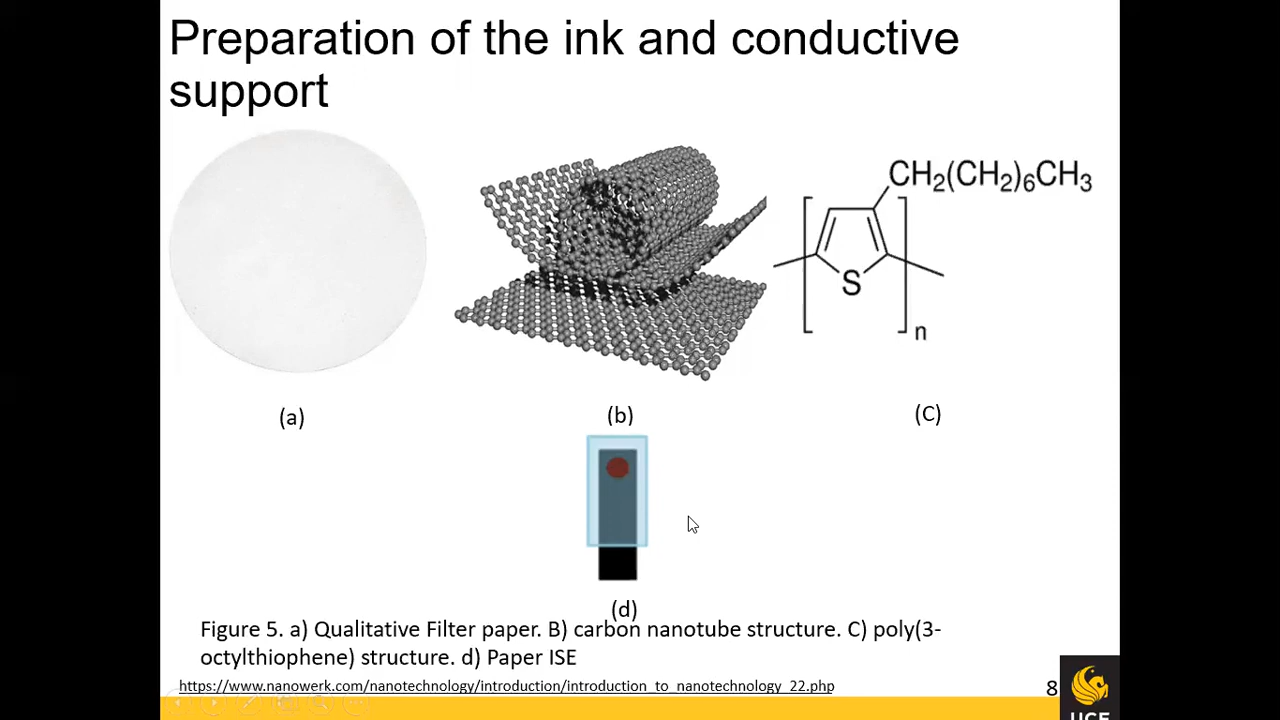 Preparation of the ink and conductive
support
CH₂(CH₂)₆CH₃
S
n
(a)
(b)
(C)
(d)
Figure 5. a) Qualitative Filter paper. B) carbon nanotube structure. C) poly(3-
octylthiophene) structure. d) Paper ISE
https://www.nanowerk.com/nanotechnology/introduction/introduction_to_nanotechnology_22.php
8
UCF